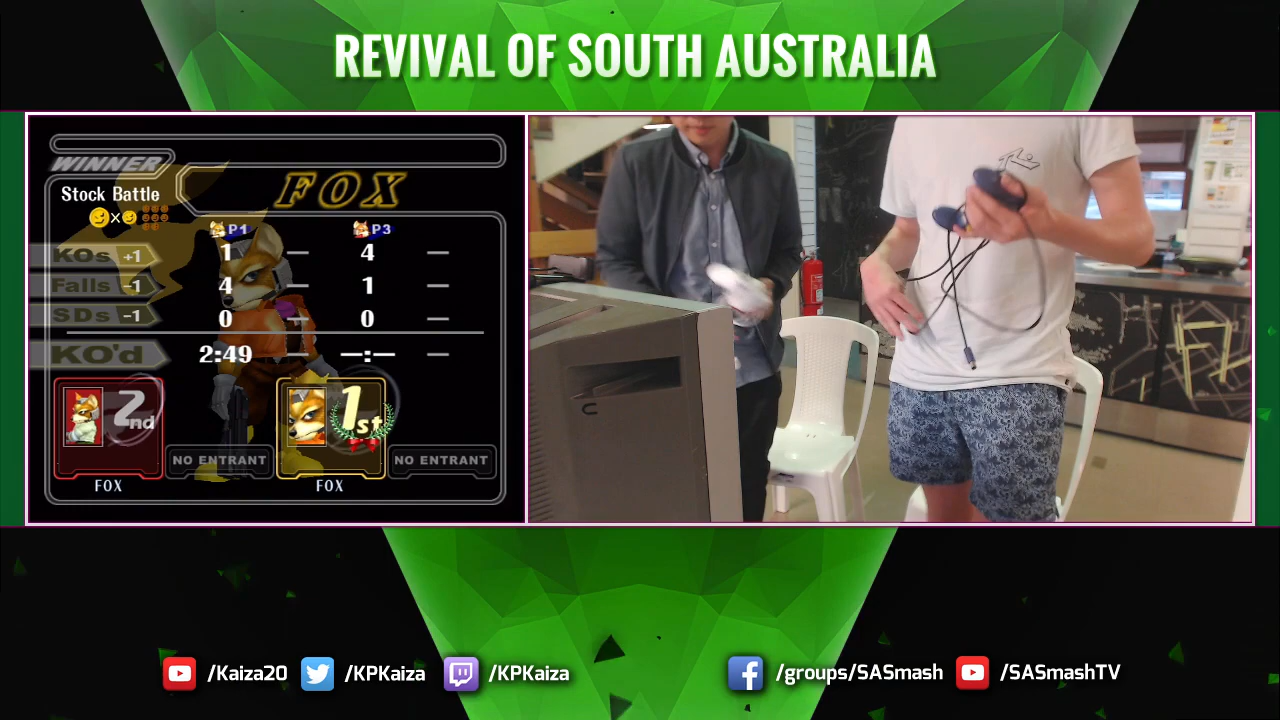 REVIVAL OF SOUTH AUSTRALIA
WINNER
Stock Battle
FOX
P1 P3
KOs +1 1 — 4 —
Falls -1 4 — 1 —
SDs -1 0 — 0 —
KO'd 2:49 — —:— —
2nd
1st
NO ENTRANT
NO ENTRANT
FOX
FOX
/Kaiza20
/KPKaiza
/KPKaiza
/groups/SASmash
/SASmashTV